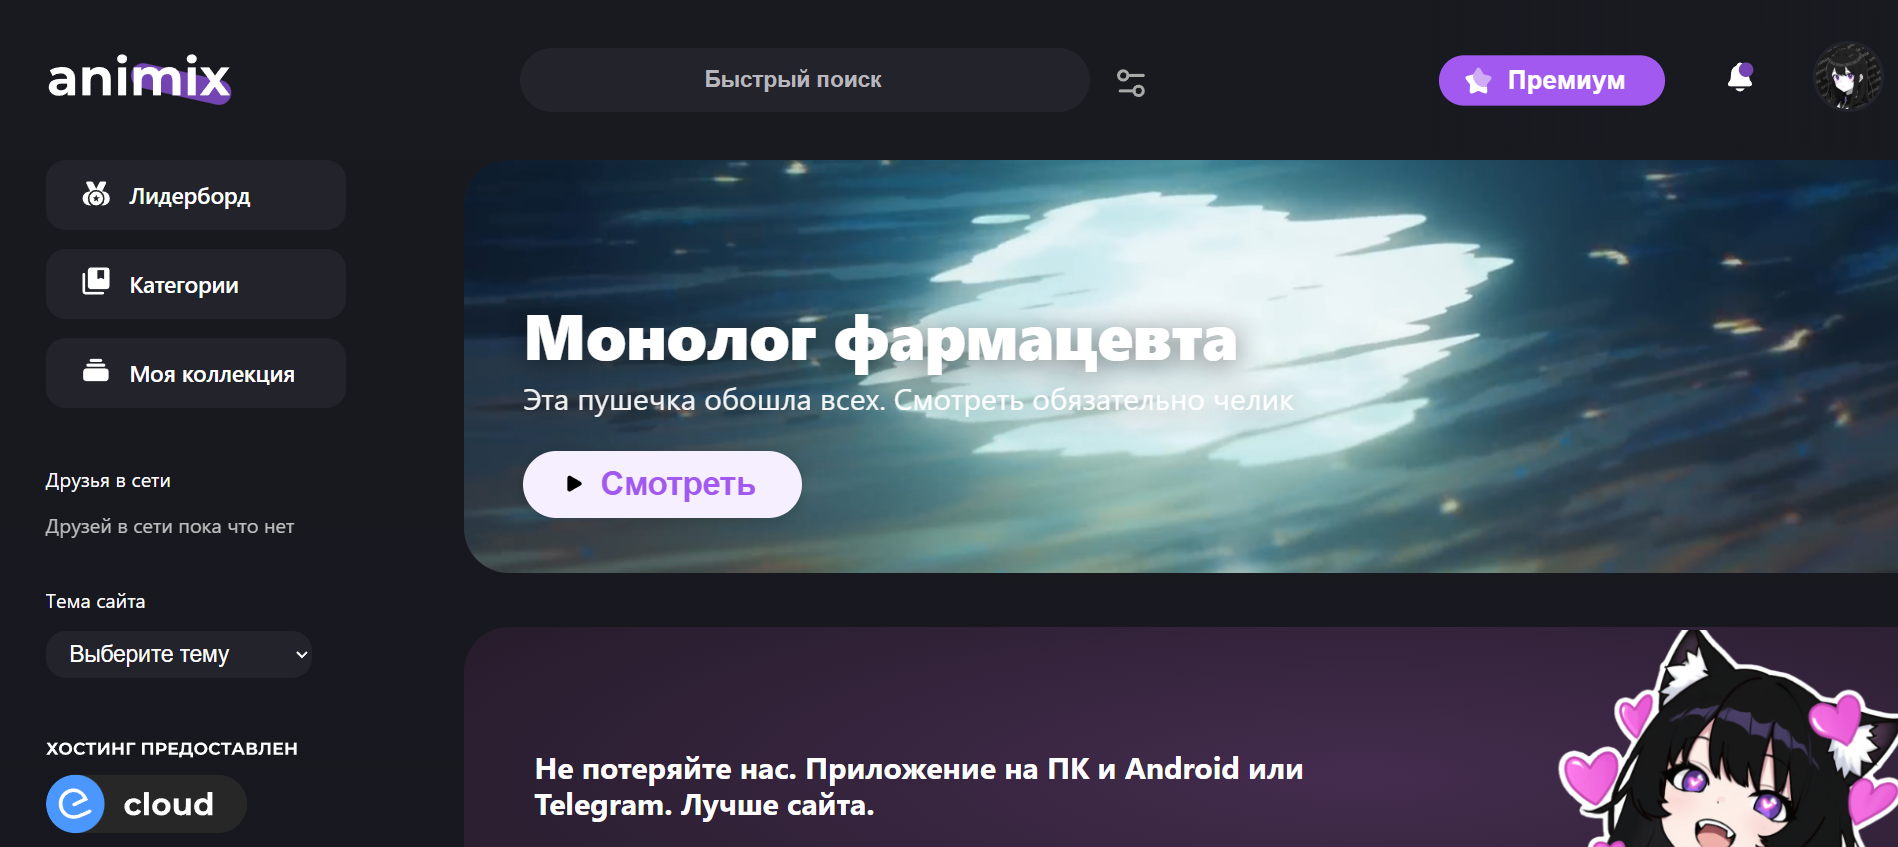 animix
Быстрый поиск
Премиум
Лидерборд
Категории
Моя коллекция
Друзья в сети
Друзей в сети пока что нет
Тема сайта
Выберите тему
ХОСТИНГ ПРЕДОСТАВЛЕН
cloud
Монолог фармацевта
Эта пушечка обошла всех. Смотреть обязательно челик
Смотреть
Не потеряйте нас. Приложение на ПК и Android или
Telegram. Лучше сайта.